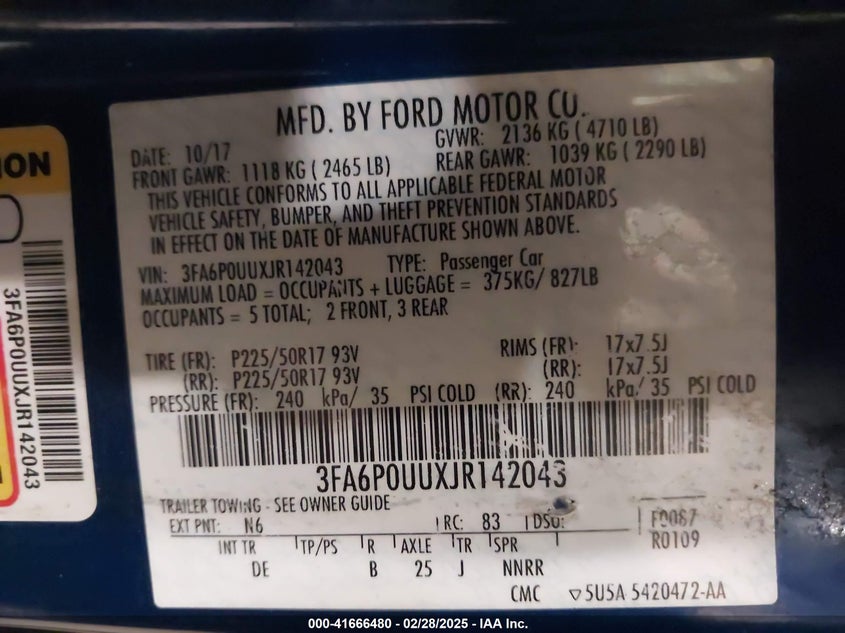 MFD. BY FORD MOTOR CO.
DATE: 10/17 GVWR: 2136 KG ( 4710 LB)
FRONT GAWR: 1118 KG ( 2465 LB) REAR GAWR: 1039 KG ( 2290 LB)
THIS VEHICLE CONFORMS TO ALL APPLICABLE FEDERAL MOTOR
VEHICLE SAFETY, BUMPER, AND THEFT PREVENTION STANDARDS
IN EFFECT ON THE DATE OF MANUFACTURE SHOWN ABOVE.
VIN: 3FA6P0UUXJR142043 TYPE: Passenger Car
MAXIMUM LOAD = OCCUPANTS + LUGGAGE = 375KG/ 827LB
OCCUPANTS = 5 TOTAL; 2 FRONT, 3 REAR
TIRE (FR): P225/50R17 93V RIMS (FR): 17x7.5J
(RR): P225/50R17 93V (RR): 17x7.5J
PRESSURE (FR): 240 kPa/ 35 PSI COLD (RR): 240 kPa/ 35 PSI COLD
3FA6P0UUXJR142043
TRAILER TOWING - SEE OWNER GUIDE
EXT PNT: N6 RC: 83 DSO: F0087
R0109
INT TR TP/PS R AXLE TR SPR
DE B 25 J NNRR
CMC ▽5U5A 5420472-AA
3FA6P0UUXJR142043
000-41666480 - 02/28/2025 - IAA Inc.